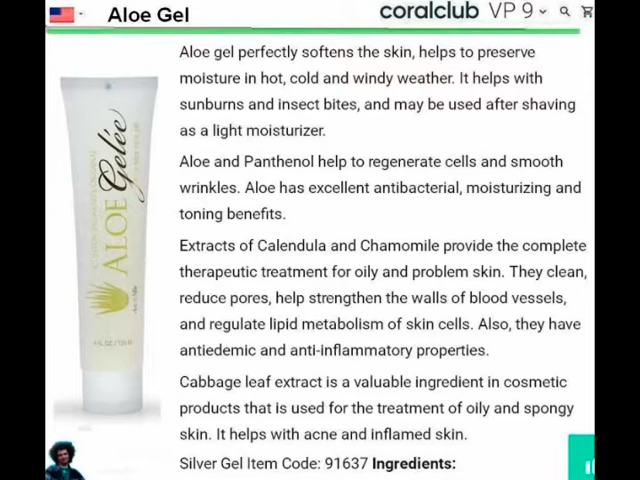 Aloe Gel
coralclub VP 9
Aloe gel perfectly softens the skin, helps to preserve
moisture in hot, cold and windy weather. It helps with
sunburns and insect bites, and may be used after shaving
as a light moisturizer.
Aloe and Panthenol help to regenerate cells and smooth
wrinkles. Aloe has excellent antibacterial, moisturizing and
toning benefits.
Extracts of Calendula and Chamomile provide the complete
therapeutic treatment for oily and problem skin. They clean,
reduce pores, help strengthen the walls of blood vessels,
and regulate lipid metabolism of skin cells. Also, they have
antiedemic and anti-inflammatory properties.
Cabbage leaf extract is a valuable ingredient in cosmetic
products that is used for the treatment of oily and spongy
skin. It helps with acne and inflamed skin.
Silver Gel Item Code: 91637 Ingredients:
ALOE Gelée